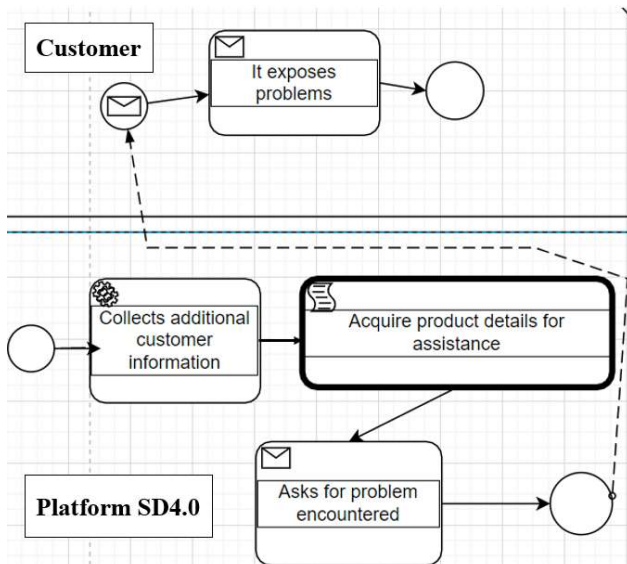 Customer
It exposes
problems
Collects additional
customer
information
Acquire product details for
assistance
Asks for problem
encountered
Platform SD4.0